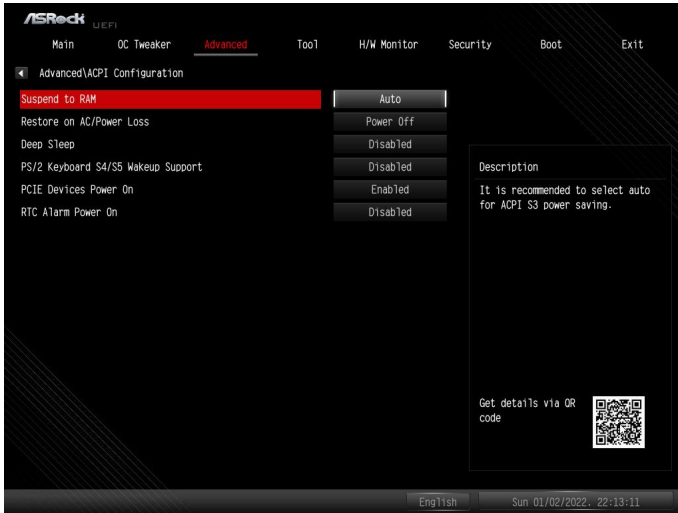 ASRock UEFI
Main OC Tweaker Advanced Tool H/W Monitor Security Boot Exit
Advanced\ACPI Configuration
Suspend to RAM Auto
Restore on AC/Power Loss Power Off
Deep Sleep Disabled
PS/2 Keyboard S4/S5 Wakeup Support Disabled
PCIE Devices Power On Enabled
RTC Alarm Power On Disabled
Description
It is recommended to select auto
for ACPI S3 power saving.
Get details via QR
code
English Sun 01/02/2022, 22:13:11